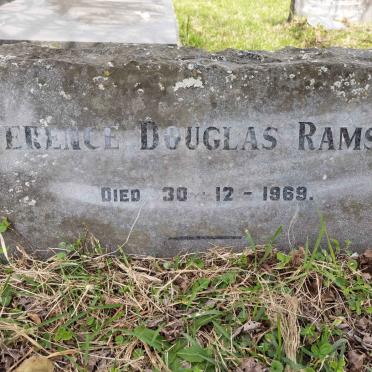 ERENCE DOUGLAS RAMS
DIED 30-12-1969.